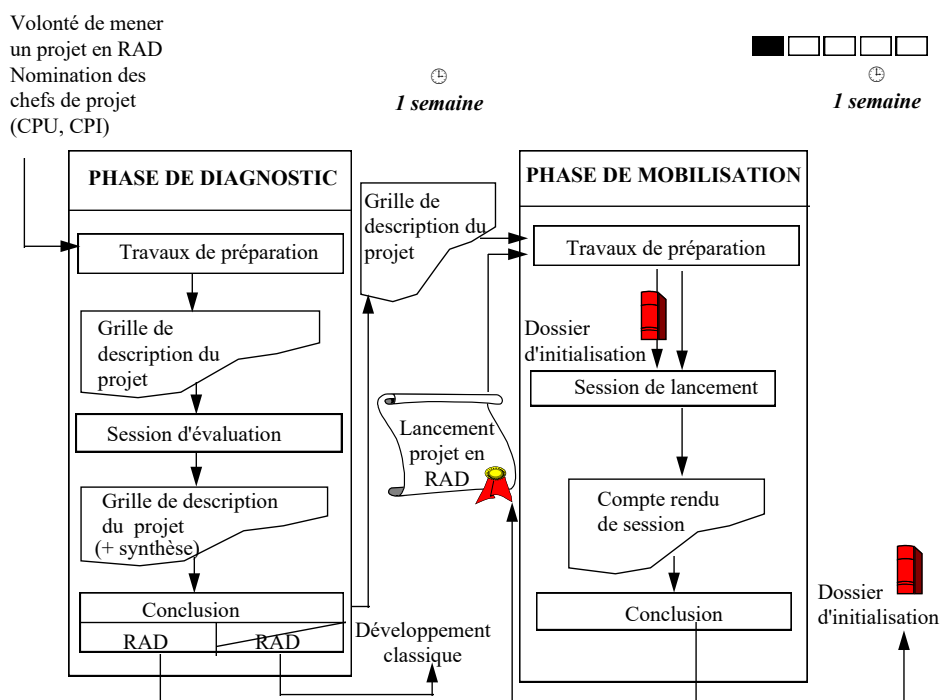 Volonté de mener
un projet en RAD
Nomination des
chefs de projet
(CPU, CPI)
1 semaine
1 semaine
PHASE DE DIAGNOSTIC
Travaux de préparation
Grille de
description du
projet
Session d'évaluation
Grille de description
du projet
(+ synthèse)
Conclusion
RAD
RAD
Grille de
description du
projet
Lancement
projet en
RAD
Développement
classique
PHASE DE MOBILISATION
Travaux de préparation
Dossier
d'initialisation
Session de lancement
Compte rendu
de session
Conclusion
Dossier
d'initialisation